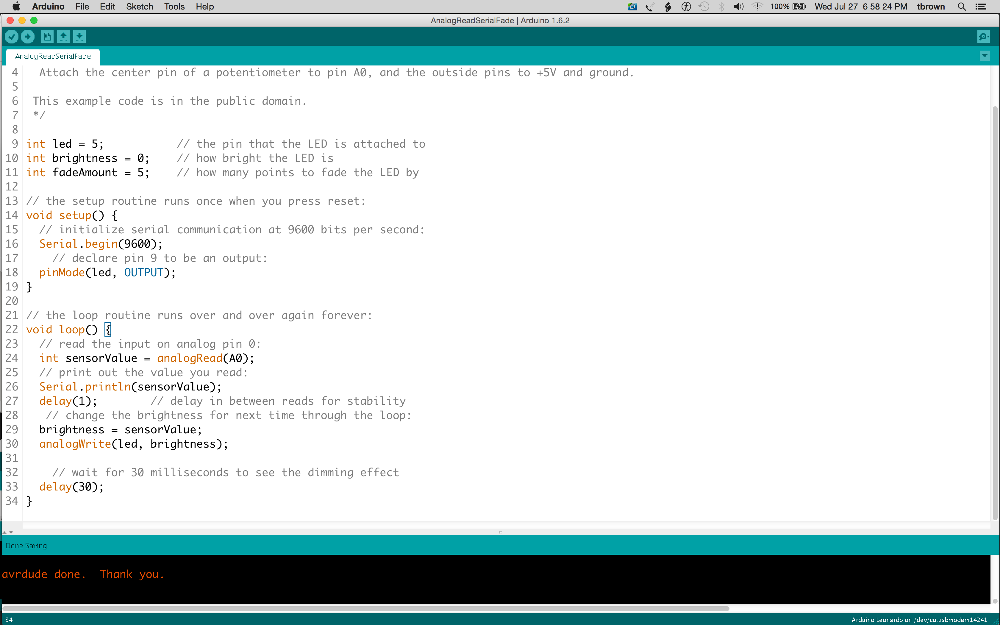 Arduino File Edit Sketch Tools Help 100% Wed Jul 27 6 58 24 PM tbrown
AnalogReadSerialFade | Arduino 1.6.2
AnalogReadSerialFade
4 Attach the center pin of a potentiometer to pin A0, and the outside pins to +5V and ground.
5
6 This example code is in the public domain.
7 */
8
9 int led = 5; // the pin that the LED is attached to
10 int brightness = 0; // how bright the LED is
11 int fadeAmount = 5; // how many points to fade the LED by
12
13 // the setup routine runs once when you press reset:
14 void setup() {
15 // initialize serial communication at 9600 bits per second:
16 Serial.begin(9600);
17 // declare pin 9 to be an output:
18 pinMode(led, OUTPUT);
19 }
20
21 // the loop routine runs over and over again forever:
22 void loop() {
23 // read the input on analog pin 0:
24 int sensorValue = analogRead(A0);
25 // print out the value you read:
26 Serial.println(sensorValue);
27 delay(1); // delay in between reads for stability
28 // change the brightness for next time through the loop:
29 brightness = sensorValue;
30 analogWrite(led, brightness);
31
32 // wait for 30 milliseconds to see the dimming effect
33 delay(30);
34 }
Done Saving.
avrdude done. Thank you.
34 Arduino Leonardo on /dev/cu.usbmodem14241